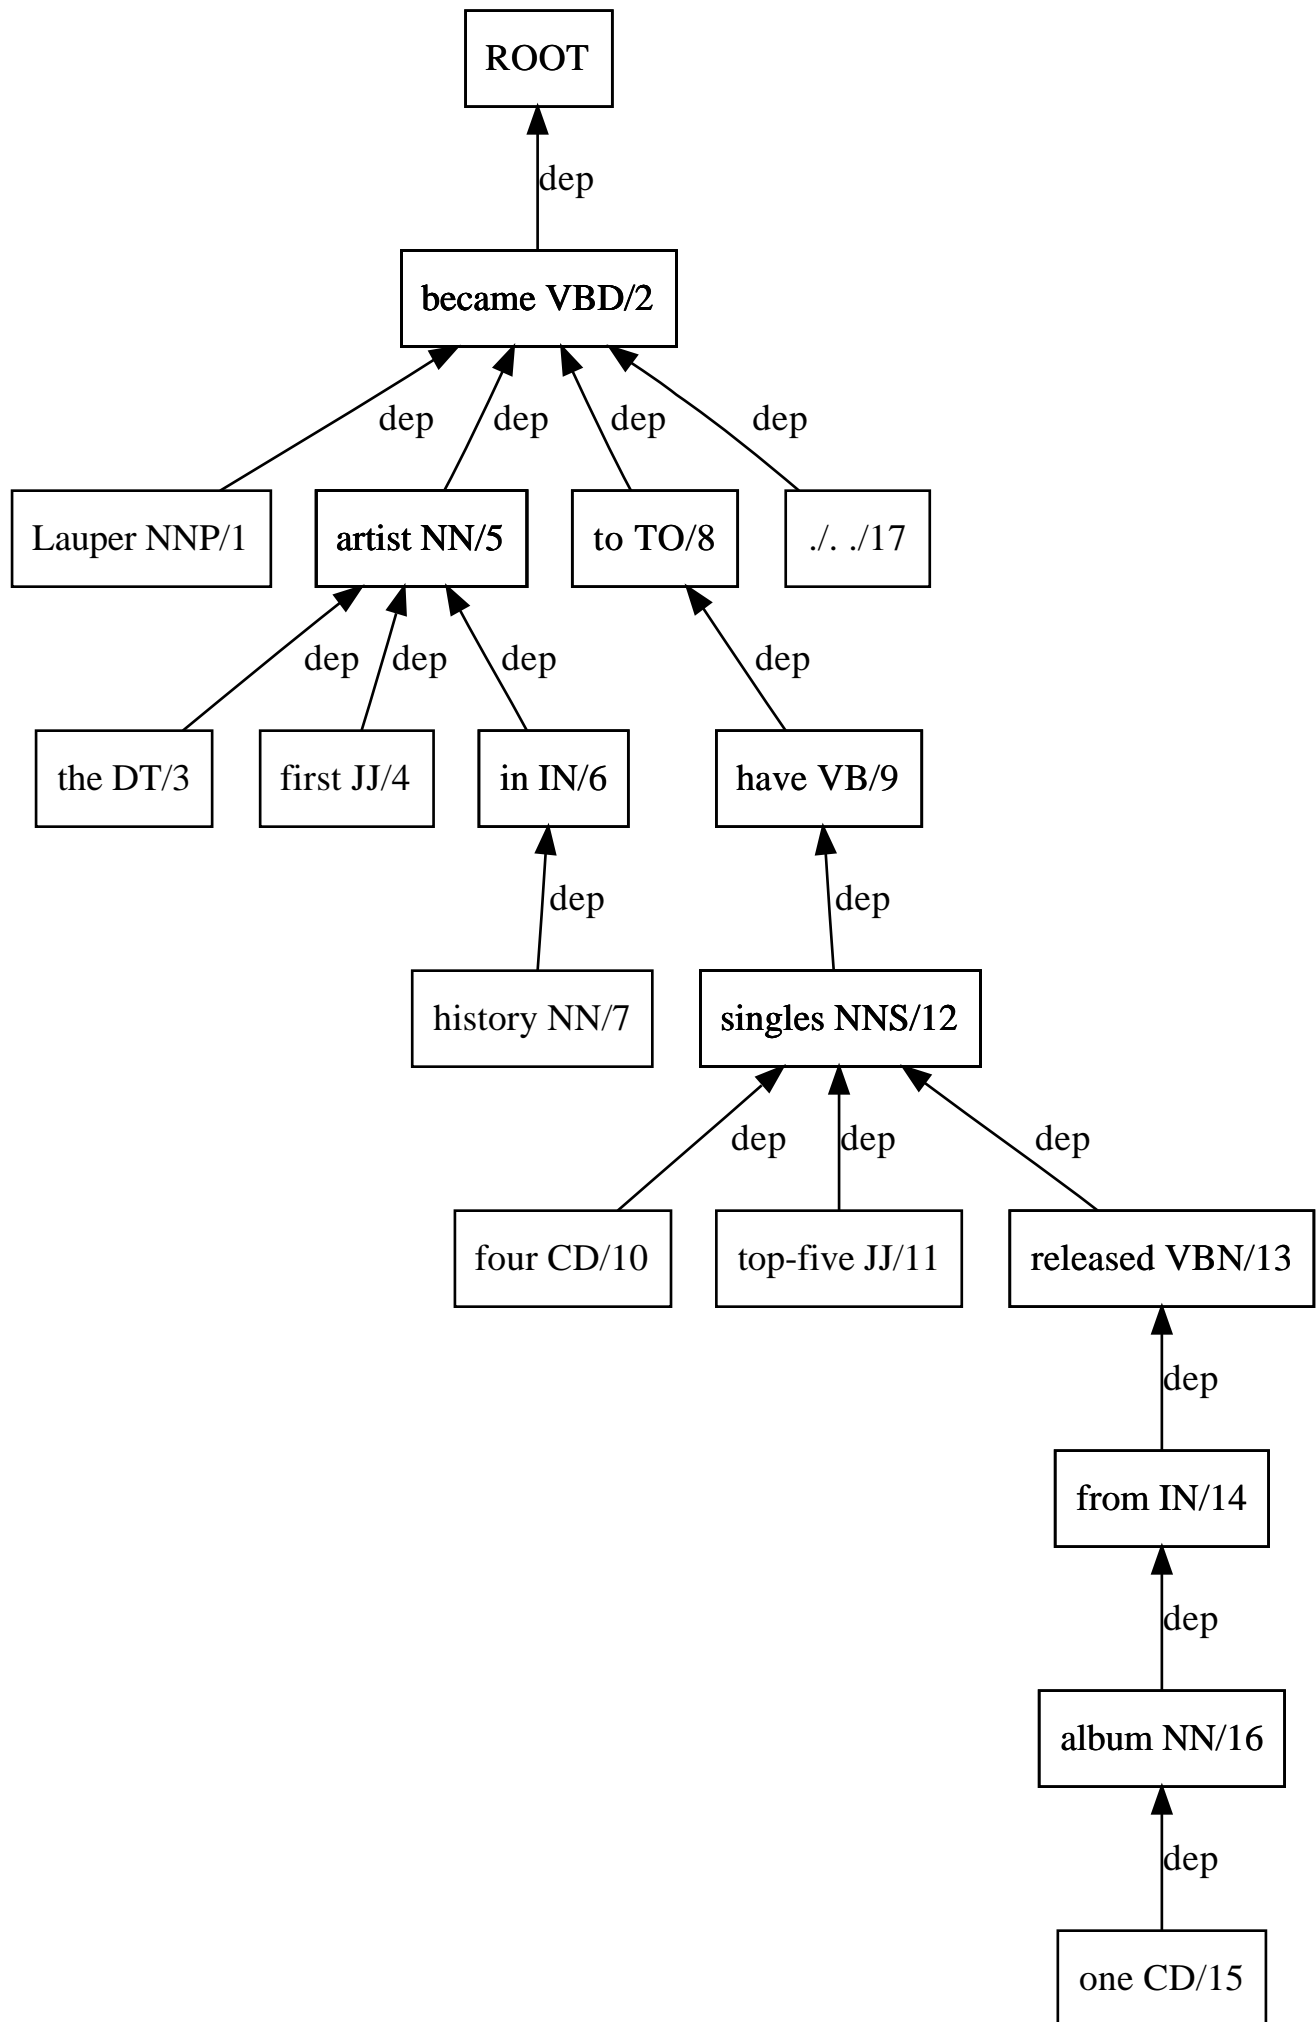 ROOT
dep
became VBD/2
dep dep dep dep
Lauper NNP/1 artist NN/5 to TO/8 ./. ./17
dep dep dep dep
the DT/3 first JJ/4 in IN/6 have VB/9
dep dep
history NN/7 singles NNS/12
dep dep dep
four CD/10 top-five JJ/11 released VBN/13
dep
from IN/14
dep
album NN/16
dep
one CD/15